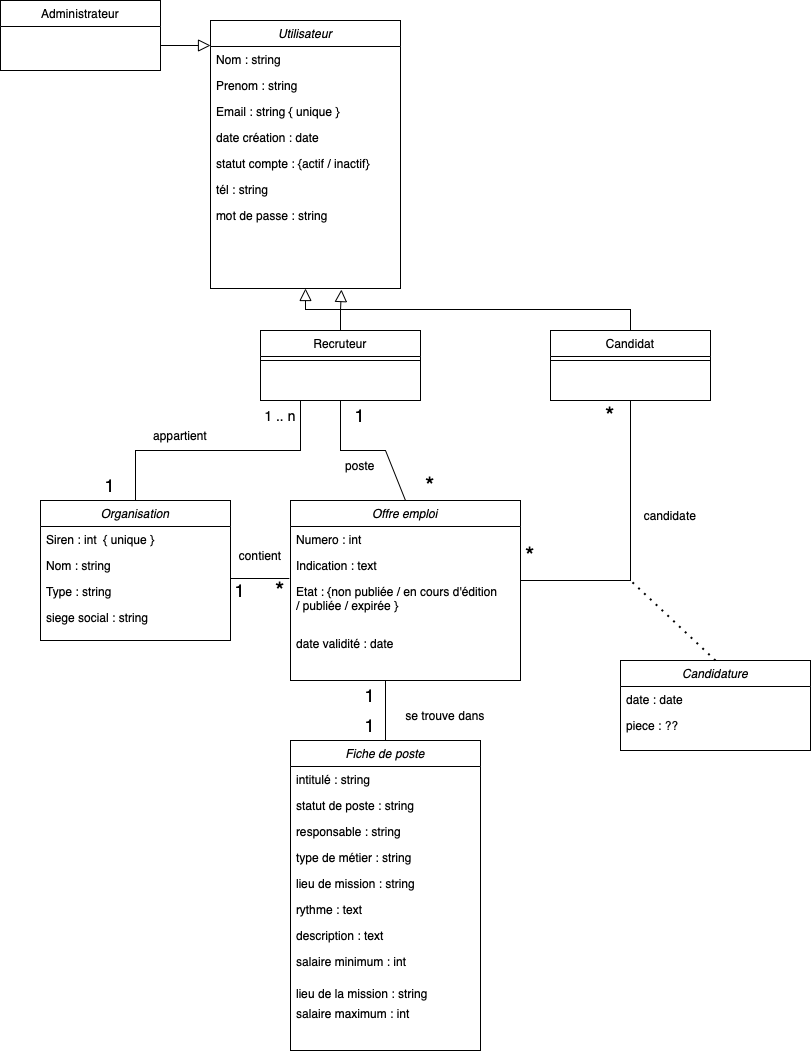 Administrateur
Utilisateur
Nom : string
Prenom : string
Email : string { unique }
date création : date
statut compte : {actif / inactif}
tél : string
mot de passe : string
Recruteur
Candidat
1 .. n
1
*
appartient
poste
1
*
Organisation
Siren : int  { unique }
Nom : string
Type : string
siege social : string
contient
1
*
Offre emploi
Numero : int
Indication : text
Etat : {non publiée / en cours d'édition
/ publiée / expirée }
date validité : date
*
candidate
Candidature
date : date
piece : ??
1
se trouve dans
1
Fiche de poste
intitulé : string
statut de poste : string
responsable : string
type de métier : string
lieu de mission : string
rythme : text
description : text
salaire minimum : int
lieu de la mission : string
salaire maximum : int